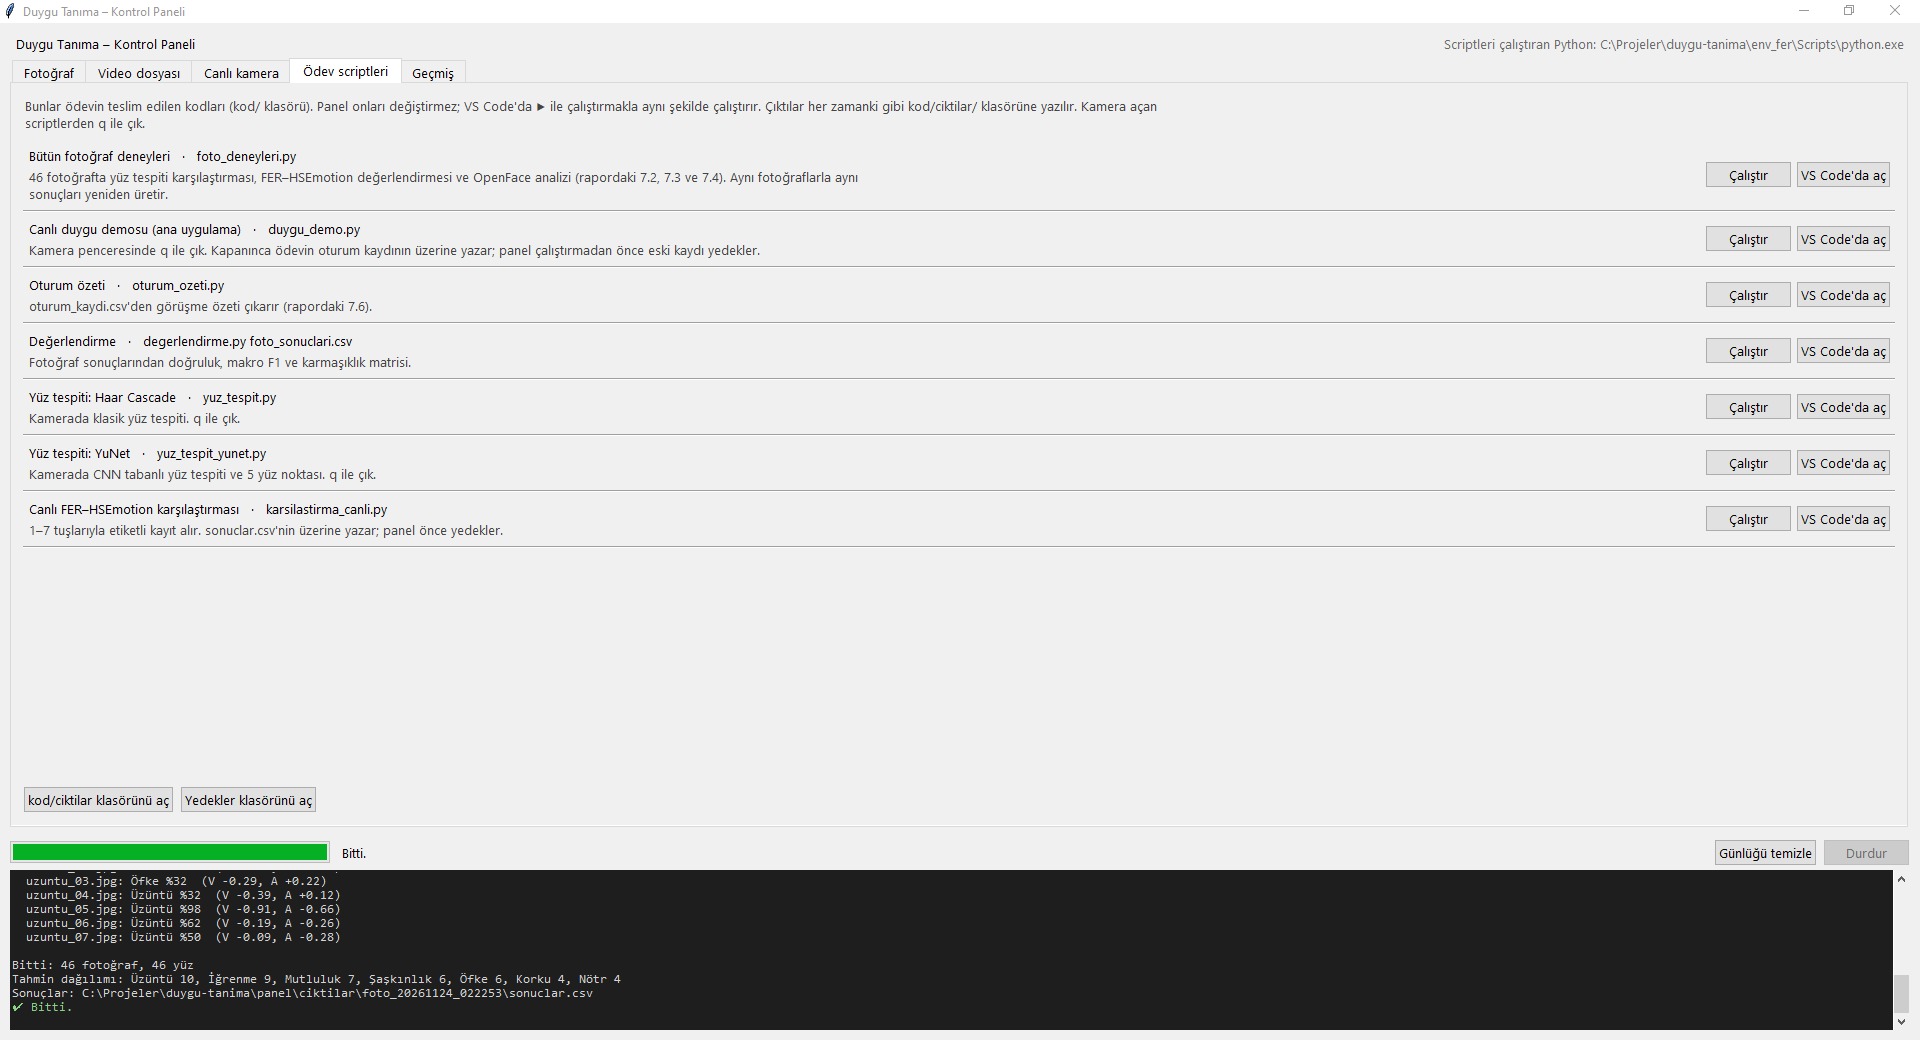 Duygu Tanıma – Kontrol Paneli
Duygu Tanıma – Kontrol Paneli
Scriptleri çalıştıran Python: C:\Projeler\duygu-tanima\env_fer\Scripts\python.exe
Fotoğraf Video dosyası Canlı kamera Ödev scriptleri Geçmiş
Bunlar ödevin teslim edilen kodları (kod/ klasörü). Panel onları değiştirmez; VS Code'da ► ile çalıştırmakla aynı şekilde çalıştırır. Çıktılar her zamanki gibi kod/ciktilar/ klasörüne yazılır. Kamera açan
scriptlerden q ile çık.
Bütün fotoğraf deneyleri · foto_deneyleri.py
46 fotoğrafta yüz tespiti karşılaştırması, FER–HSEmotion değerlendirmesi ve OpenFace analizi (rapordaki 7.2, 7.3 ve 7.4). Aynı fotoğraflarla aynı
sonuçları yeniden üretir.
Çalıştır VS Code'da aç
Canlı duygu demosu (ana uygulama) · duygu_demo.py
Kamera penceresinde q ile çık. Kapanınca ödevin oturum kaydının üzerine yazar; panel çalıştırmadan önce eski kaydı yedekler.
Çalıştır VS Code'da aç
Oturum özeti · oturum_ozeti.py
oturum_kaydi.csv'den görüşme özeti çıkarır (rapordaki 7.6).
Çalıştır VS Code'da aç
Değerlendirme · degerlendirme.py foto_sonuclari.csv
Fotoğraf sonuçlarından doğruluk, makro F1 ve karmaşıklık matrisi.
Çalıştır VS Code'da aç
Yüz tespiti: Haar Cascade · yuz_tespit.py
Kamerada klasik yüz tespiti. q ile çık.
Çalıştır VS Code'da aç
Yüz tespiti: YuNet · yuz_tespit_yunet.py
Kamerada CNN tabanlı yüz tespiti ve 5 yüz noktası. q ile çık.
Çalıştır VS Code'da aç
Canlı FER–HSEmotion karşılaştırması · karsilastirma_canli.py
1–7 tuşlarıyla etiketli kayıt alır. sonuclar.csv'nin üzerine yazar; panel önce yedekler.
Çalıştır VS Code'da aç
kod/ciktilar klasörünü aç Yedekler klasörünü aç
Bitti.
Günlüğü temizle Durdur
uzuntu_03.jpg: Öfke %32 (V -0.29, A +0.22)
uzuntu_04.jpg: Üzüntü %32 (V -0.39, A +0.12)
uzuntu_05.jpg: Üzüntü %98 (V -0.91, A -0.66)
uzuntu_06.jpg: Üzüntü %62 (V -0.19, A -0.26)
uzuntu_07.jpg: Üzüntü %50 (V -0.09, A -0.28)
Bitti: 46 fotoğraf, 46 yüz
Tahmin dağılımı: Üzüntü 10, İğrenme 9, Mutluluk 7, Şaşkınlık 6, Öfke 6, Korku 4, Nötr 4
Sonuçlar: C:\Projeler\duygu-tanima\panel\ciktilar\foto_20261124_022253\sonuclar.csv
✔ Bitti.